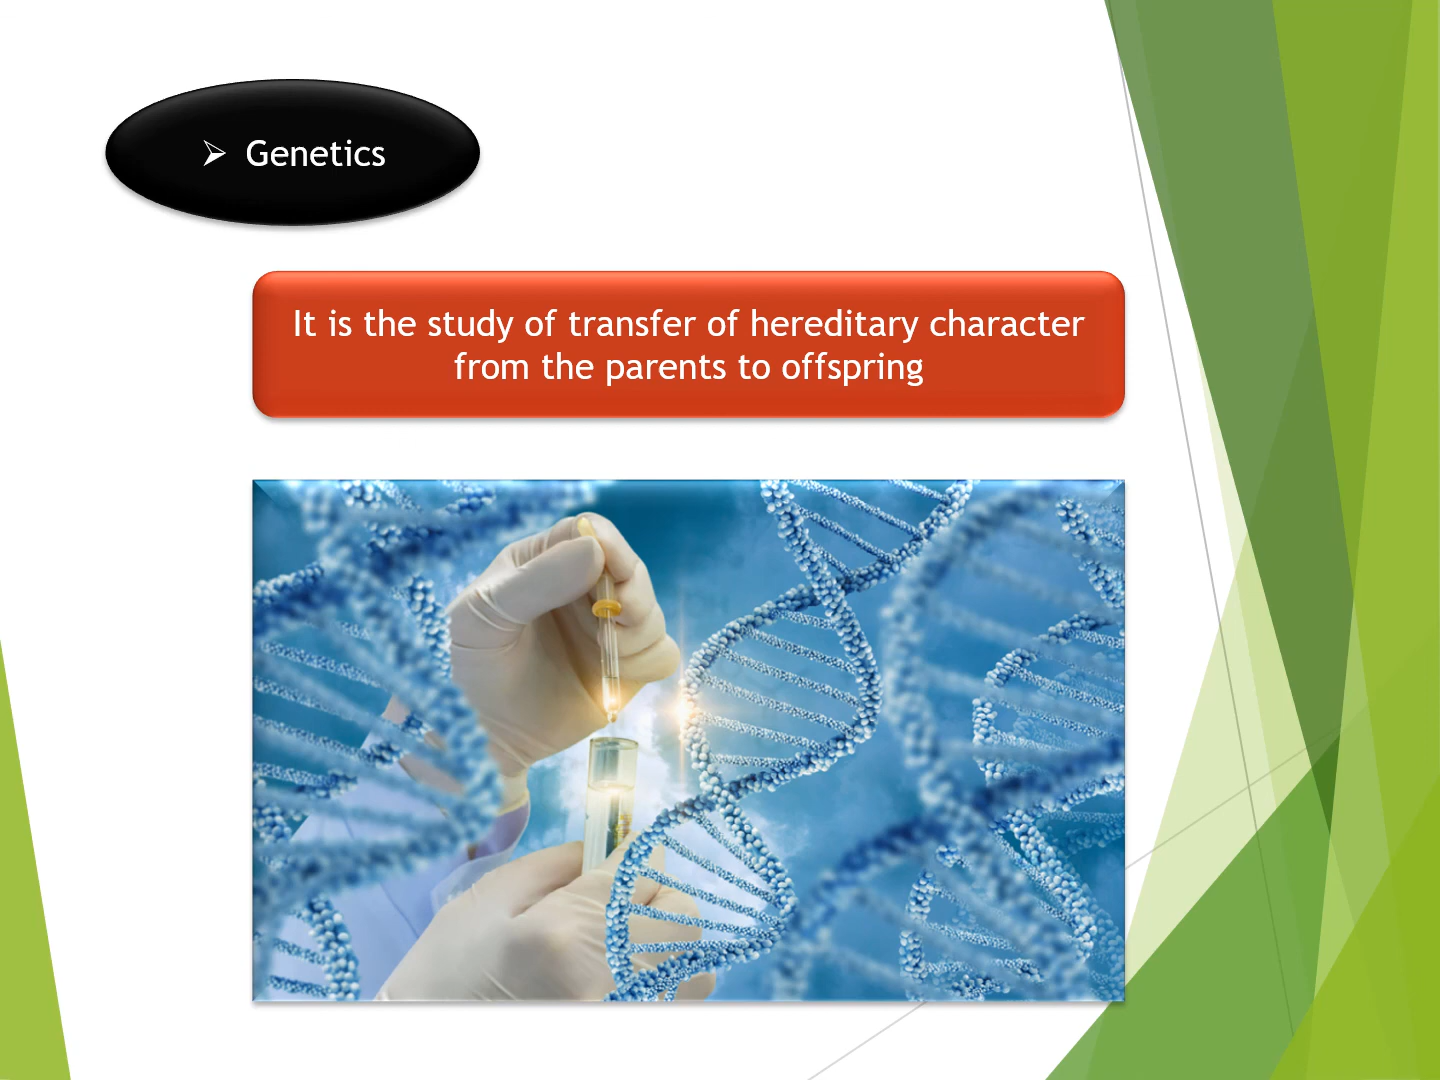 ➢ Genetics
It is the study of transfer of hereditary character
from the parents to offspring